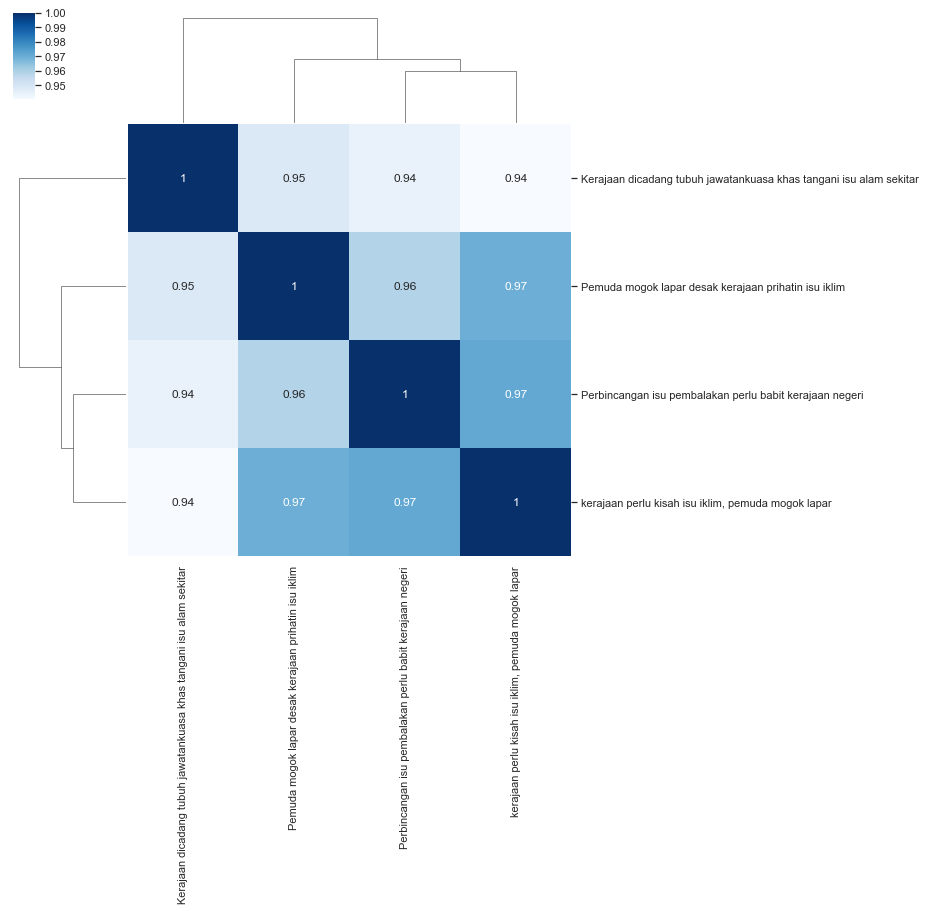 1.00
0.99
0.98
0.97
0.96
0.95
1 0.95 0.94 0.94 Kerajaan dicadang tubuh jawatankuasa khas tangani isu alam sekitar
0.95 1 0.96 0.97 Pemuda mogok lapar desak kerajaan prihatin isu iklim
0.94 0.96 1 0.97 Perbincangan isu pembalakan perlu babit kerajaan negeri
0.94 0.97 0.97 1 kerajaan perlu kisah isu iklim, pemuda mogok lapar
Kerajaan dicadang tubuh jawatankuasa khas tangani isu alam sekitar
Pemuda mogok lapar desak kerajaan prihatin isu iklim
Perbincangan isu pembalakan perlu babit kerajaan negeri
kerajaan perlu kisah isu iklim, pemuda mogok lapar